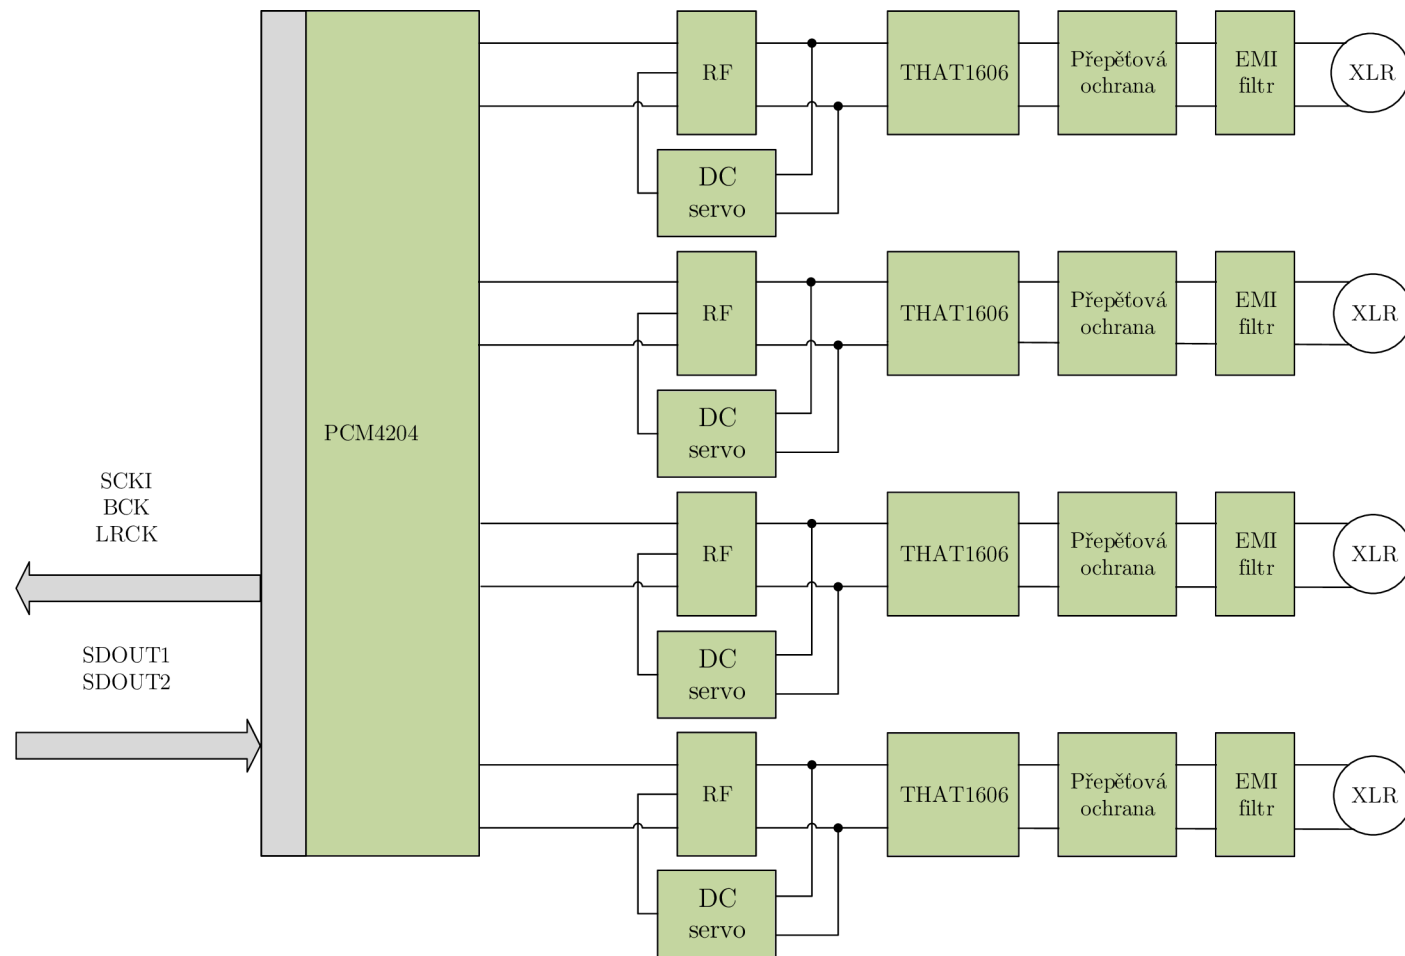 RF
THAT1606
Přepěťová
ochrana
EMI
filtr
XLR
DC
servo
RF
THAT1606
Přepěťová
ochrana
EMI
filtr
XLR
DC
servo
PCM4204
SCKI
BCK
LRCK
RF
THAT1606
Přepěťová
ochrana
EMI
filtr
XLR
SDOUT1
SDOUT2
DC
servo
RF
THAT1606
Přepěťová
ochrana
EMI
filtr
XLR
DC
servo